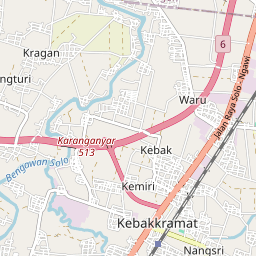 Kragan
6
ngturi
Waru
Jalan Raya Solo - Ngawi
Karanganyar
513
Kebak
Bengawan Solo
Kemiri
Kebakkramat
Nangsri